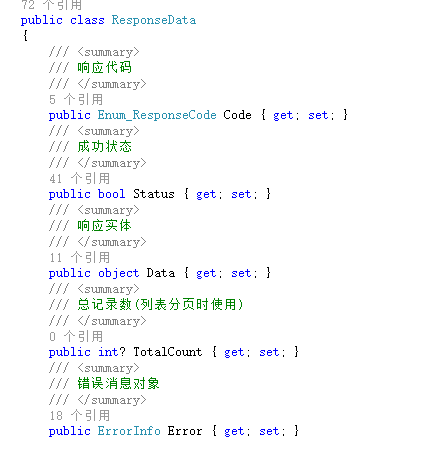 72 个引用
public class ResponseData
{
/// <summary>
/// 响应代码
/// </summary>
5 个引用
public Enum_ResponseCode Code { get; set; }
/// <summary>
/// 成功状态
/// </summary>
41 个引用
public bool Status { get; set; }
/// <summary>
/// 响应实体
/// </summary>
11 个引用
public object Data { get; set; }
/// <summary>
/// 总记录数(列表分页时使用)
/// </summary>
0 个引用
public int? TotalCount { get; set; }
/// <summary>
/// 错误消息对象
/// </summary>
18 个引用
public ErrorInfo Error { get; set; }